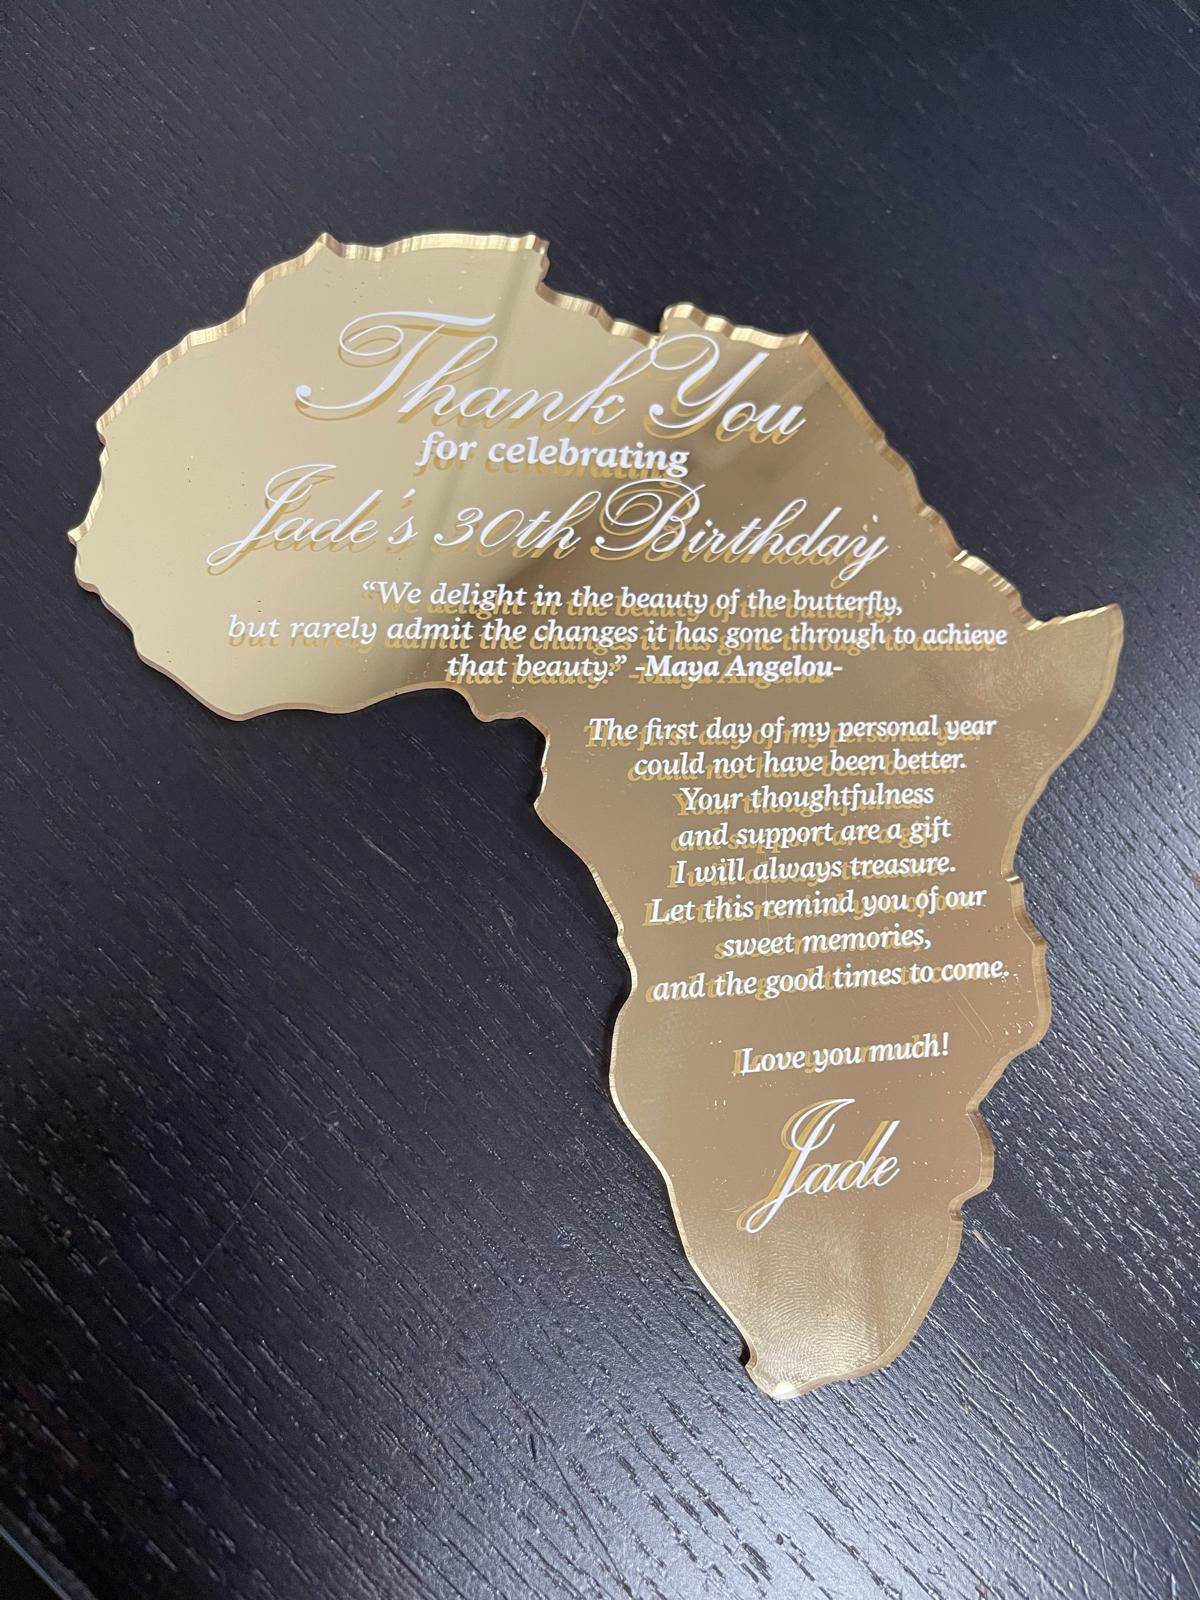 Thank You
for celebrating
Jade's 30th Birthday
“We delight in the beauty of the butterfly,
but rarely admit the changes it has gone through to achieve
that beauty.” -Maya Angelou-
The first day of my personal year
could not have been better.
Your thoughtfulness
and support are a gift
I will always treasure.
Let this remind you of our
sweet memories,
and the good times to come.
Love you much!
Jade